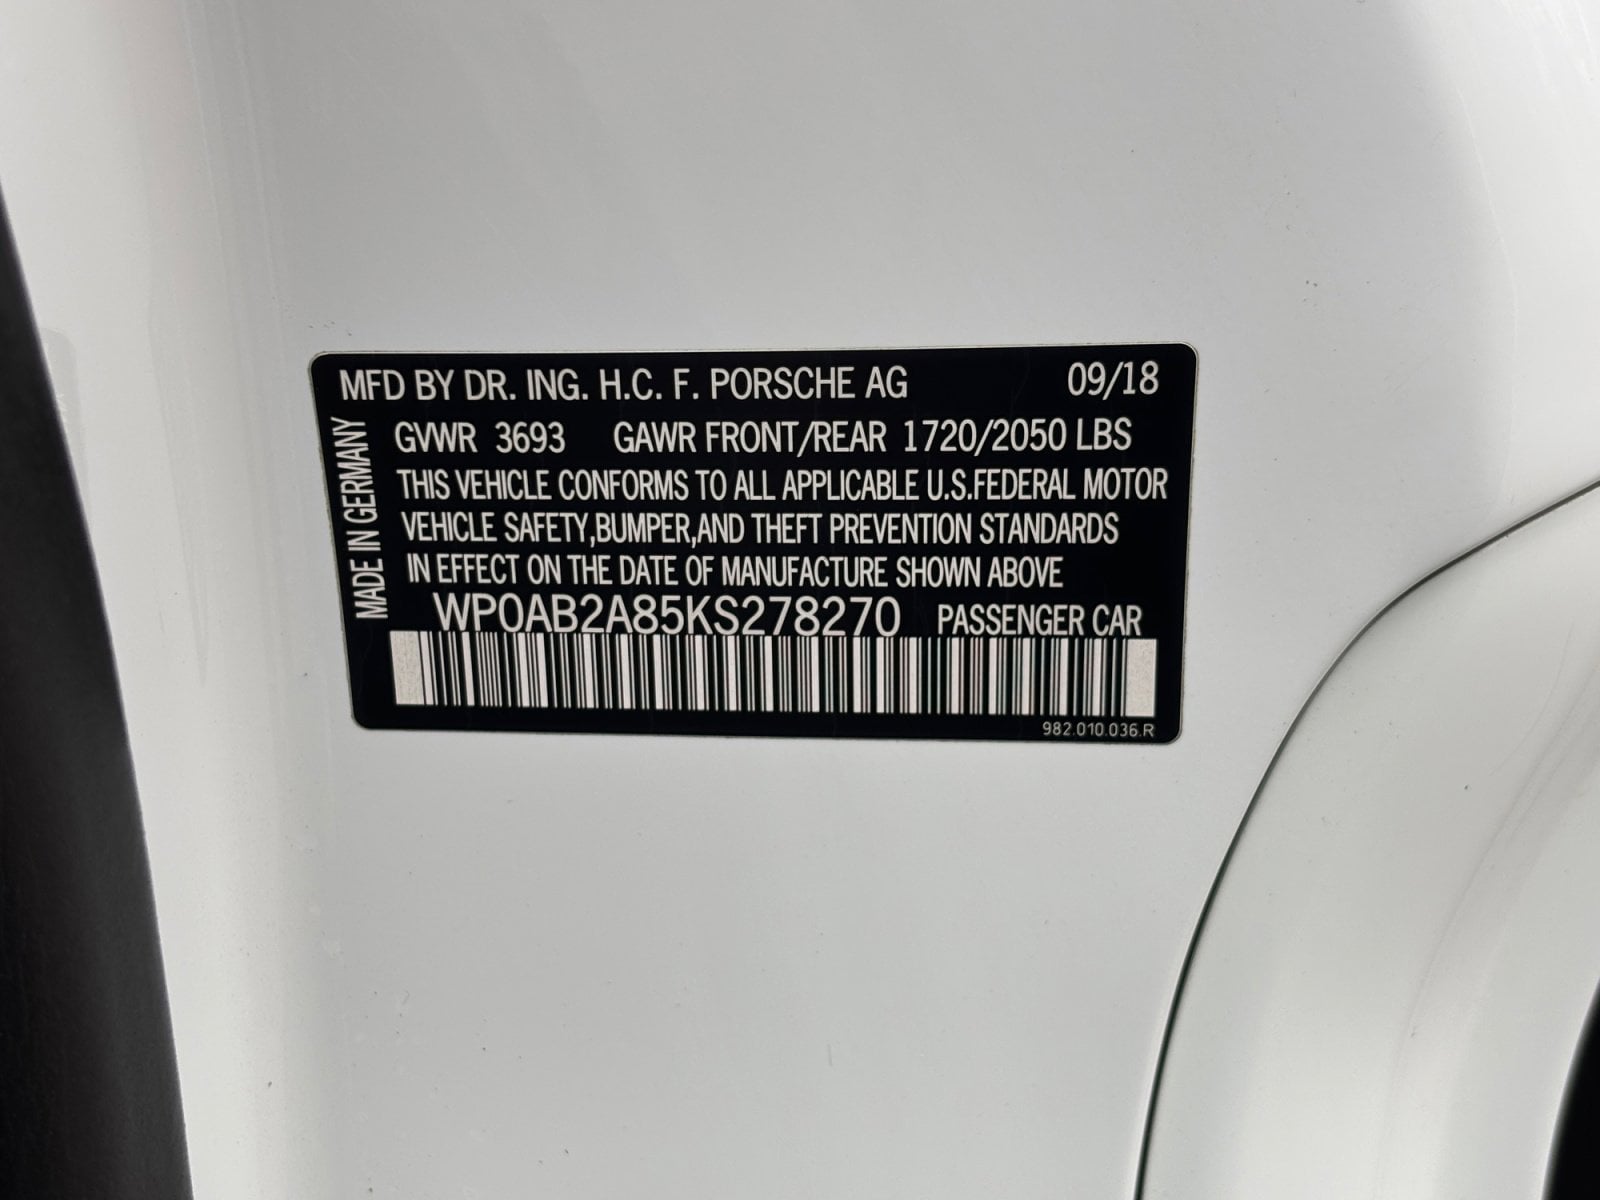 MFD BY DR. ING. H.C. F. PORSCHE AG 09/18
GVWR 3693 GAWR FRONT/REAR 1720/2050 LBS
THIS VEHICLE CONFORMS TO ALL APPLICABLE U.S.FEDERAL MOTOR
VEHICLE SAFETY,BUMPER,AND THEFT PREVENTION STANDARDS
IN EFFECT ON THE DATE OF MANUFACTURE SHOWN ABOVE
WP0AB2A85KS278270 PASSENGER CAR
982.010.036.R
MADE IN GERMANY